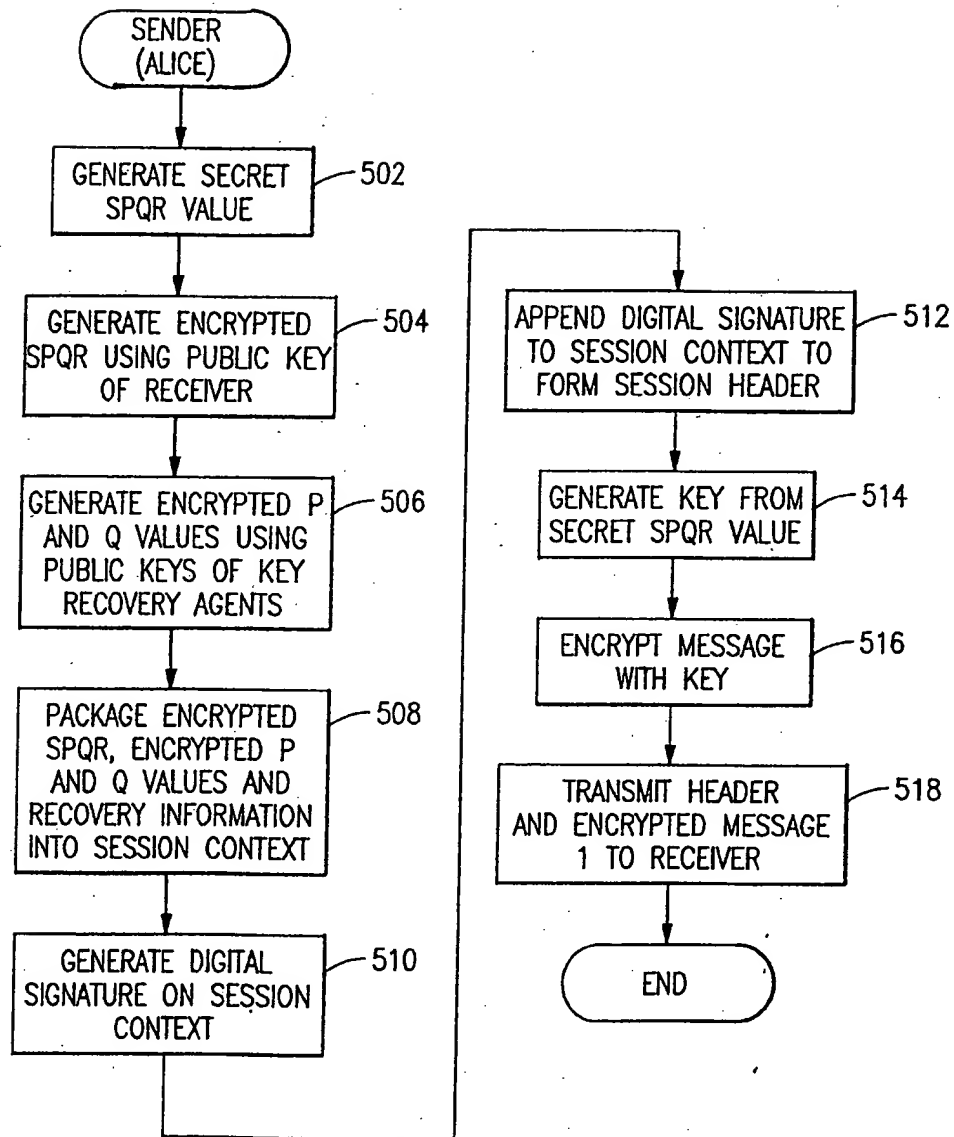 SENDER
(ALICE)
GENERATE SECRET
SPQR VALUE
502
GENERATE ENCRYPTED
SPQR USING PUBLIC KEY
OF RECEIVER
504
GENERATE ENCRYPTED P
AND Q VALUES USING
PUBLIC KEYS OF KEY
RECOVERY AGENTS
506
PACKAGE ENCRYPTED
SPQR, ENCRYPTED P
AND Q VALUES AND
RECOVERY INFORMATION
INTO SESSION CONTEXT
508
GENERATE DIGITAL
SIGNATURE ON SESSION
CONTEXT
510
APPEND DIGITAL SIGNATURE
TO SESSION CONTEXT TO
FORM SESSION HEADER
512
GENERATE KEY FROM
SECRET SPQR VALUE
514
ENCRYPT MESSAGE
WITH KEY
516
TRANSMIT HEADER
AND ENCRYPTED MESSAGE
1 TO RECEIVER
518
END